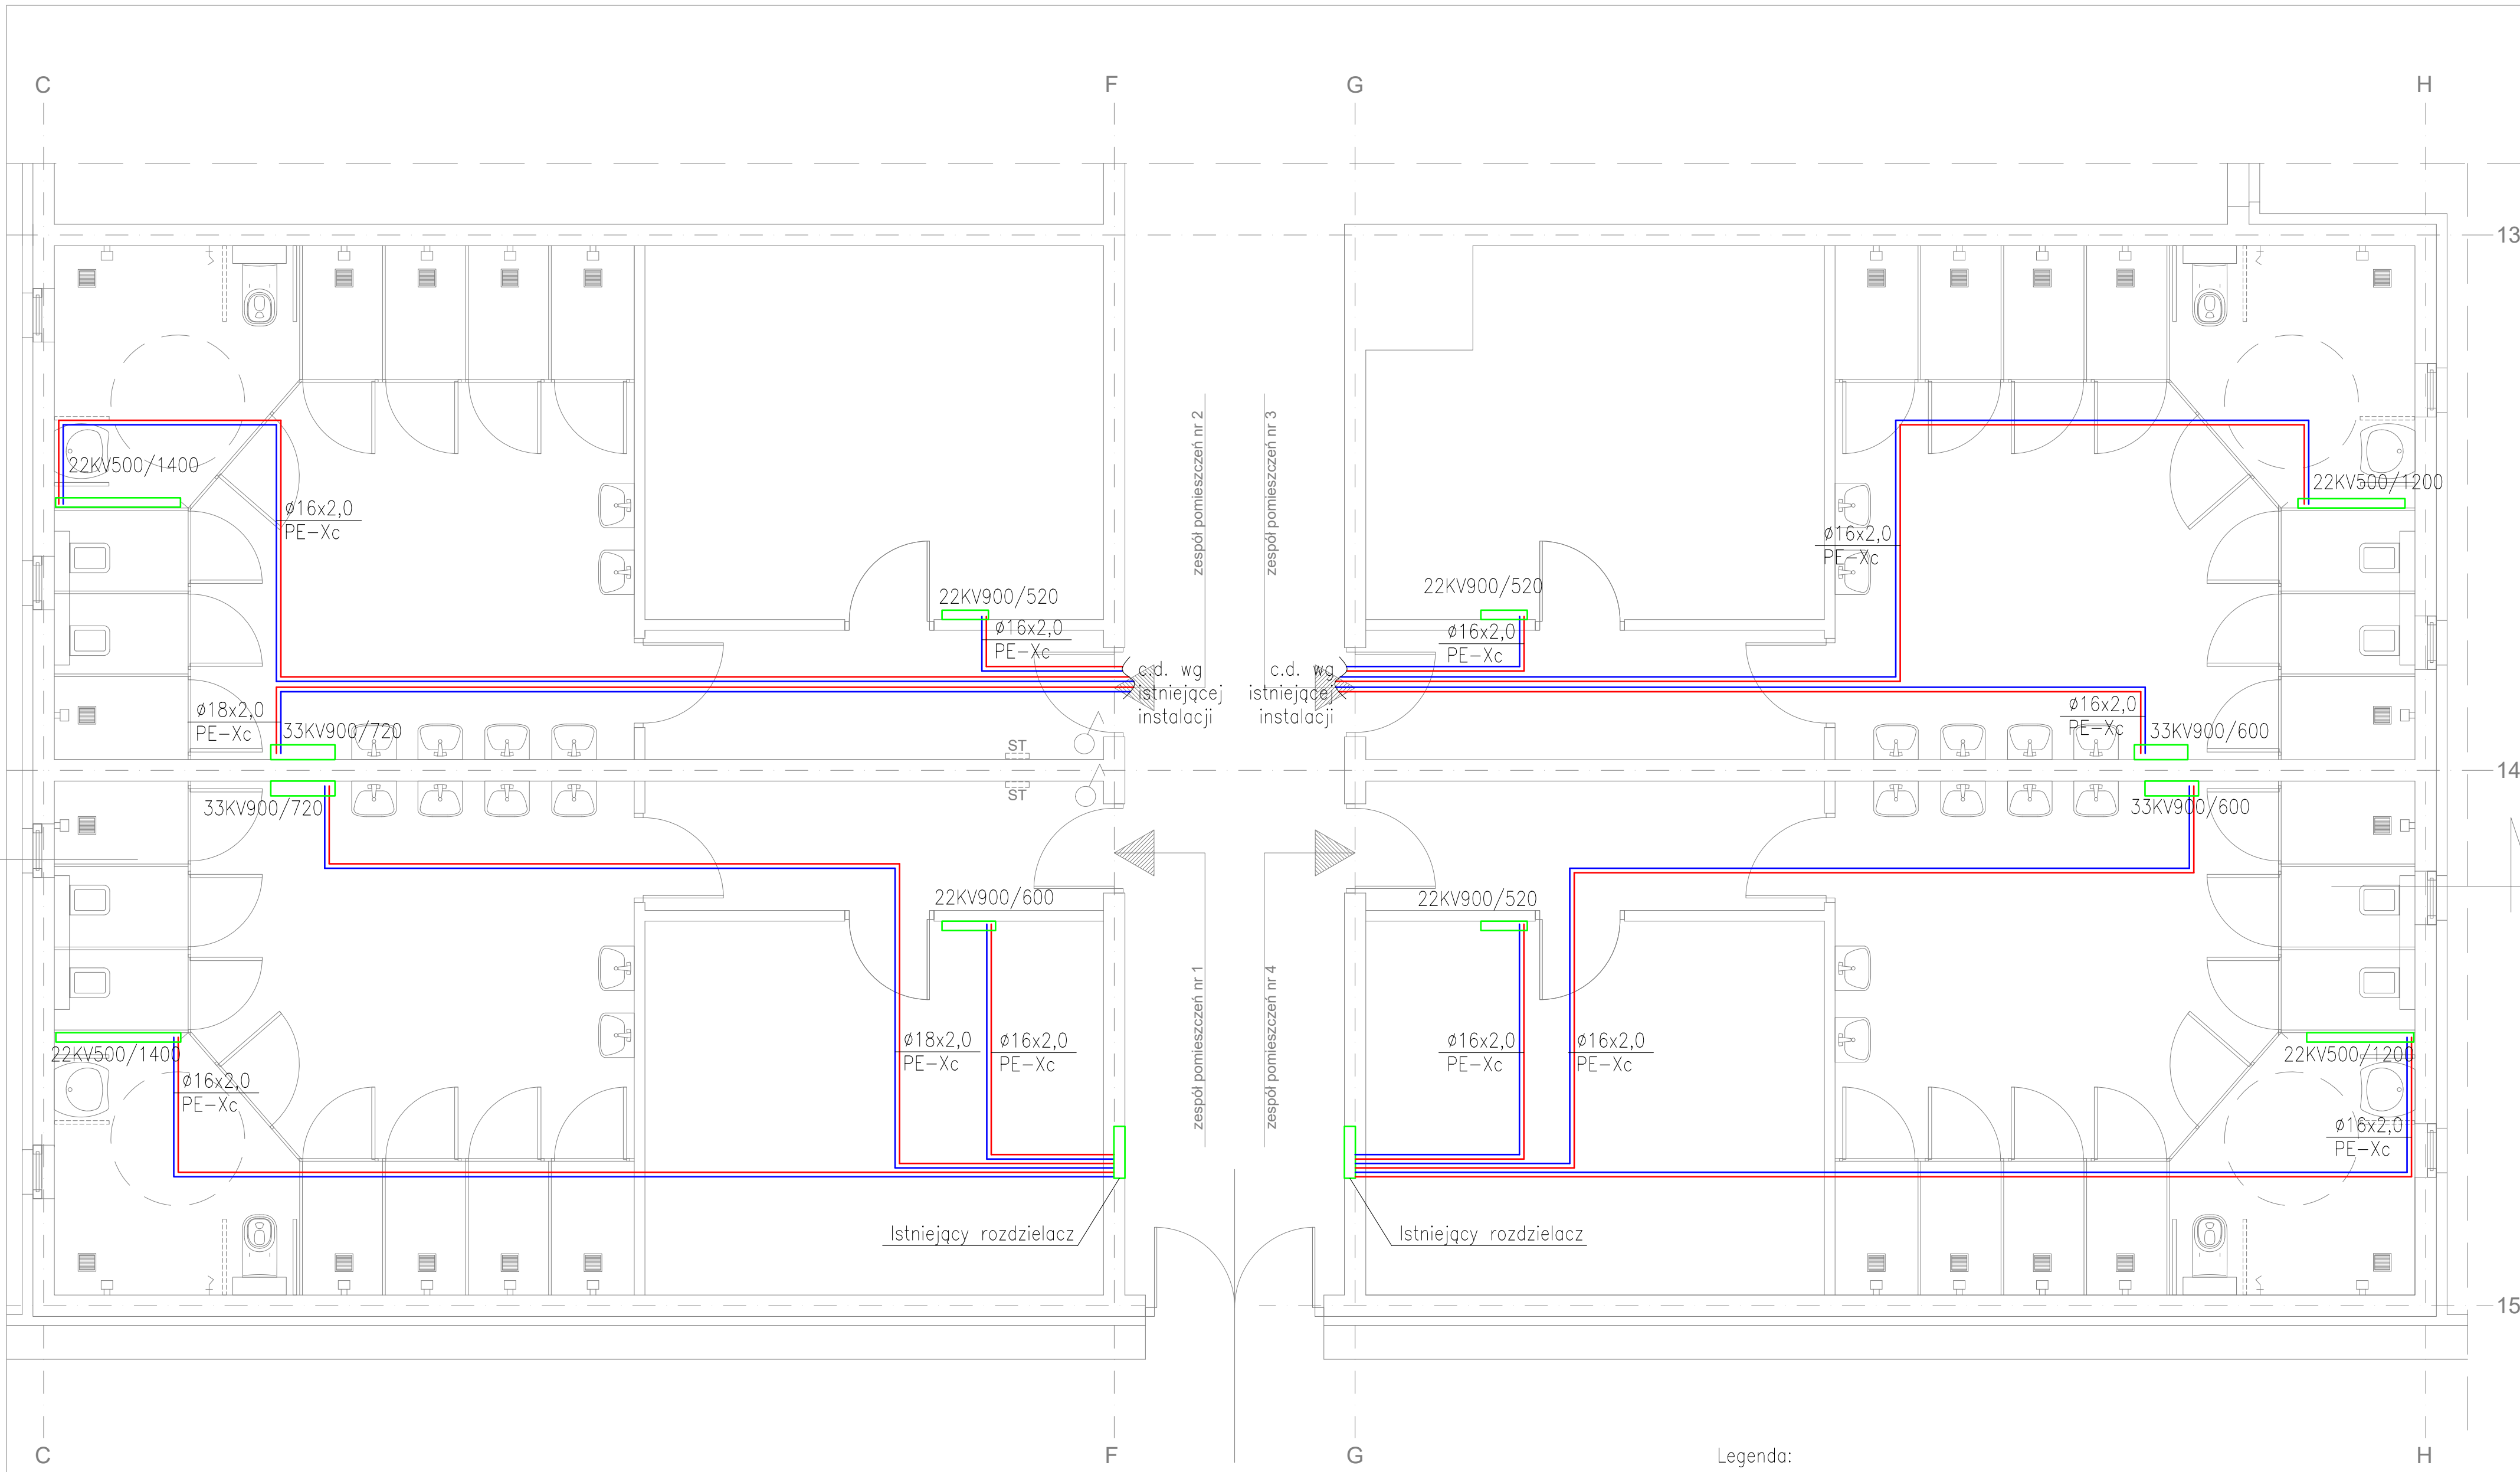 C
F
G
H
13
zespół pomieszczeń nr 2
zespół pomieszczeń nr 3
22KV500/1400
22KV500/1200
ø16x2,0
PE-Xc
ø16x2,0
PE-Xc
22KV900/520
22KV900/520
ø16x2,0
PE-Xc
ø16x2,0
PE-Xc
c.d. wg
istniejącej
instalacji
c.d. wg
istniejącej
instalacji
ø18x2,0
PE-Xc
33KV900/720
ø16x2,0
PE-Xc
33KV900/600
ST
14
ST
33KV900/720
33KV900/600
22KV900/600
22KV900/520
zespół pomieszczeń nr 1
zespół pomieszczeń nr 4
22KV500/1400
ø16x2,0
PE-Xc
ø18x2,0
PE-Xc
ø16x2,0
PE-Xc
ø16x2,0
PE-Xc
ø16x2,0
PE-Xc
22KV500/1200
ø16x2,0
PE-Xc
Istniejący rozdzielacz
Istniejący rozdzielacz
15
C
F
G
Legenda:
H